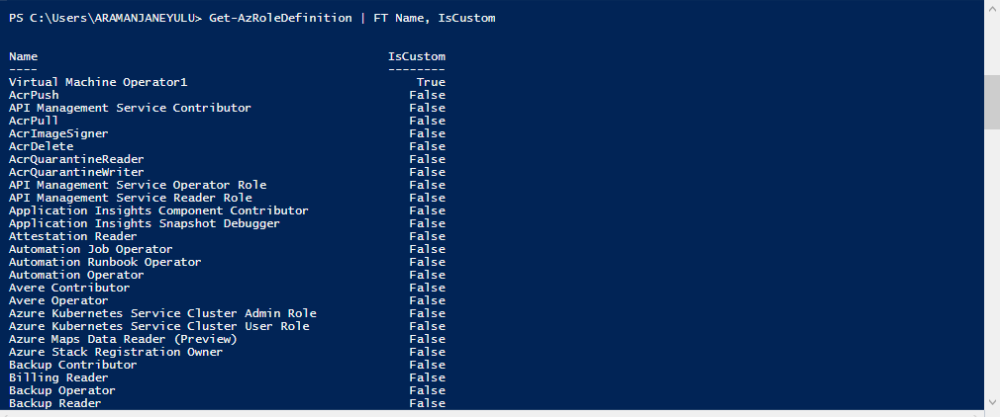 PS C:\Users\ARAMANJANEYULU> Get-AzRoleDefinition | FT Name, IsCustom
Name IsCustom
---- --------
Virtual Machine Operator1 True
AcrPush False
API Management Service Contributor False
AcrPull False
AcrImageSigner False
AcrDelete False
AcrQuarantineReader False
AcrQuarantineWriter False
API Management Service Operator Role False
API Management Service Reader Role False
Application Insights Component Contributor False
Application Insights Snapshot Debugger False
Attestation Reader False
Automation Job Operator False
Automation Runbook Operator False
Automation Operator False
Avere Contributor False
Avere Operator False
Azure Kubernetes Service Cluster Admin Role False
Azure Kubernetes Service Cluster User Role False
Azure Maps Data Reader (Preview) False
Azure Stack Registration Owner False
Backup Contributor False
Billing Reader False
Backup Operator False
Backup Reader False